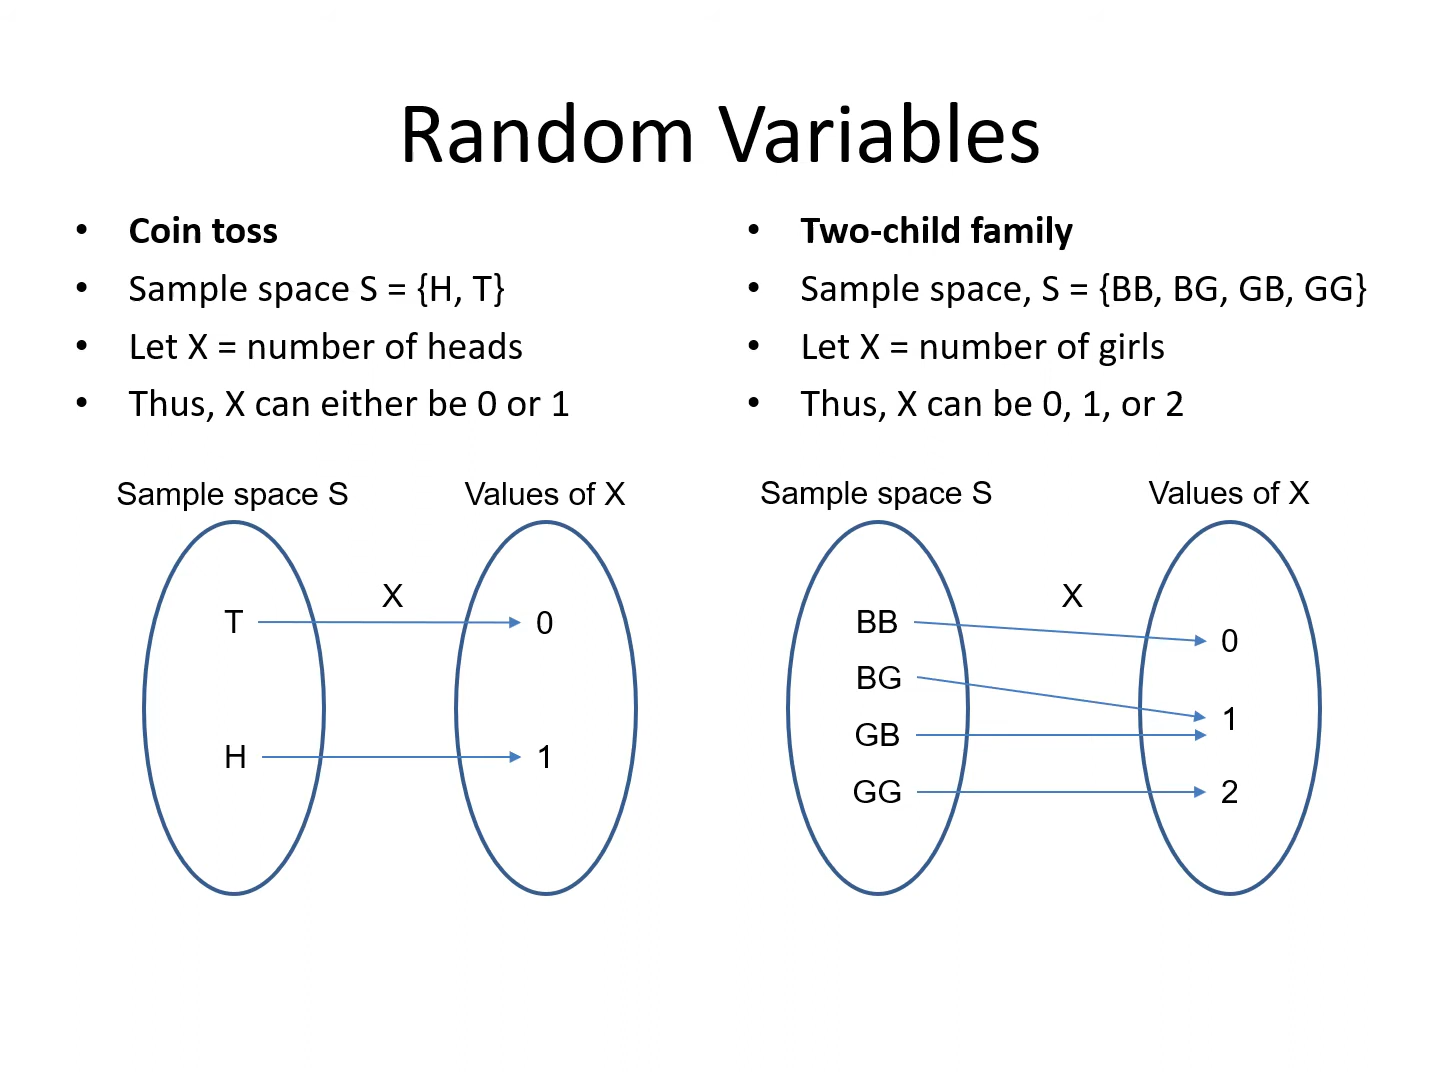 Random Variables
• Coin toss
• Sample space S = {H, T}
• Let X = number of heads
• Thus, X can either be 0 or 1
• Two-child family
• Sample space, S = {BB, BG, GB, GG}
• Let X = number of girls
• Thus, X can be 0, 1, or 2
Sample space S
Values of X
X
T
0
H
1
Sample space S
Values of X
X
BB
0
BG
1
GB
GG
2